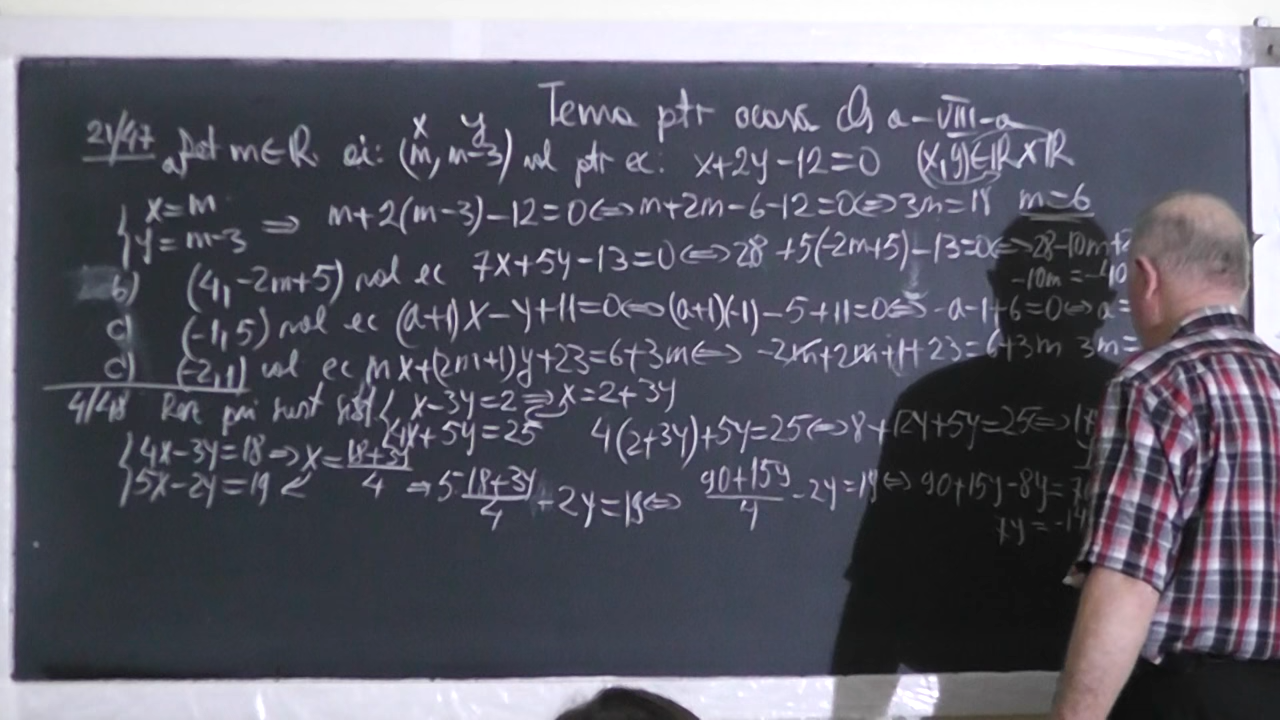 Tema ptr acasă cls a-VIII-a
21/47 a) Det m∈R. ai: (m, m-3) sol ptr ec: x+2y-12=0 (x,y)∈R×R
x y
{ x=m y=m-3 ⇒ m+2(m-3)-12=0⇔m+2m-6-12=0⇔3m=18 m=6
b) (4,-2m+5) sol ec 7x+5y-13=0⇔28+5(-2m+5)-13=0⇔28-10m+
-10m=-40
c) (-1,5) sol ec (a+1)x-y+11=0⇔(a+1)(-1)-5+11=0⇔-a-1+6=0⇔a=
d) (-2,1) sol ec mx+(2m+1)y+23=6+3m⇔ -2m+2m+1+23=6+3m 3m=
4/48 sist { x-3y=2⇒x=2+3y
4x+5y=25 4(2+3y)+5y=25⇔8+12y+5y=25⇔17y
{ 4x-3y=18⇒x=18+3y/4
5x-2y=19 ⇒5·18+3y/4-2y=19⇔ 90+15y/4-2y=19⇔90+15y-8y=7
7y=-14